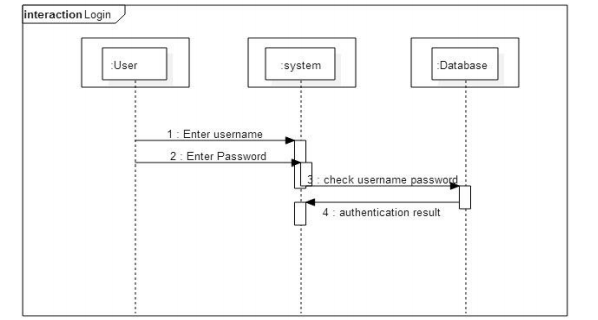 interaction Login
:User
:system
:Database
1 : Enter username
2 : Enter Password
3 : check username password
4 : authentication result